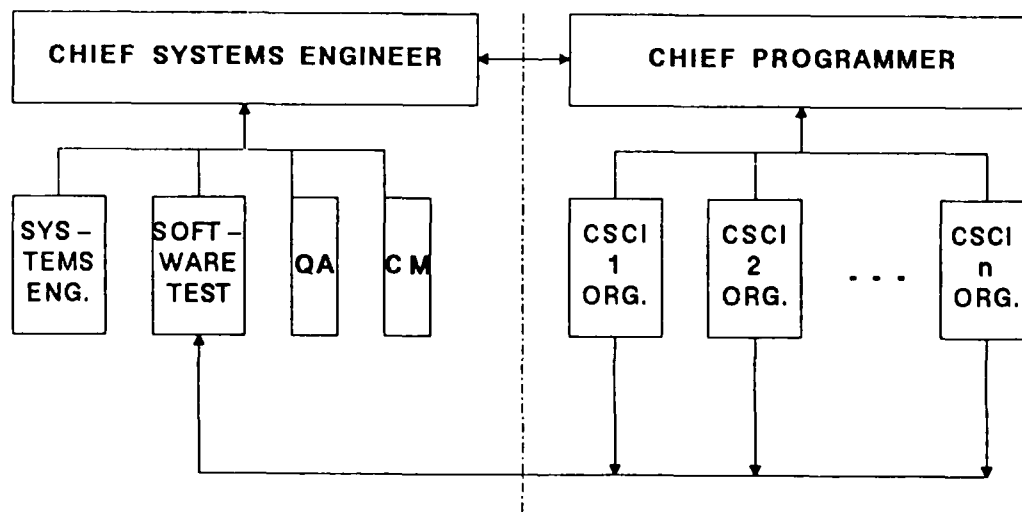 CHIEF SYSTEMS ENGINEER
CHIEF PROGRAMMER
SYS-
TEMS
ENG.
SOFT-
WARE
TEST
QA
CM
CSCI
1
ORG.
CSCI
2
ORG.
...
CSCI
n
ORG.